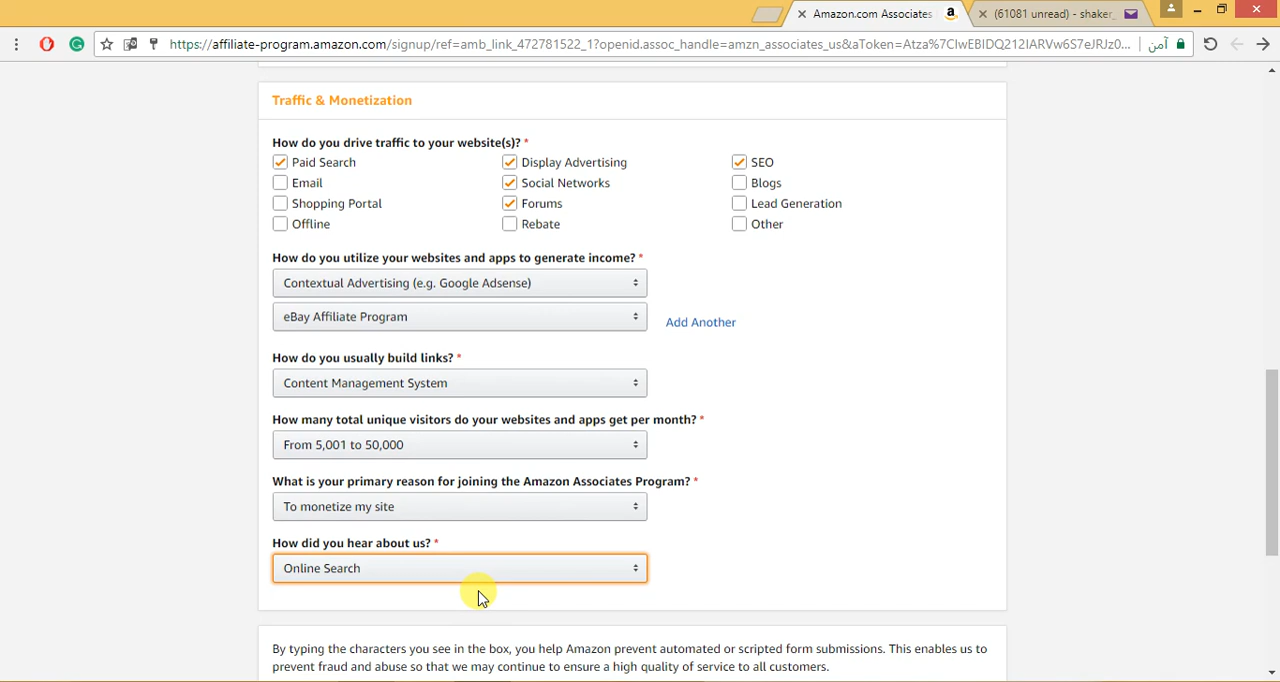 Amazon.com Associates
(61081 unread) - shaker_
https://affiliate-program.amazon.com/signup/ref=amb_link_472781522_1?openid.assoc_handle=amzn_associates_us&aToken=Atza%7CIwEBIDQ212IARVw6S7eJRJz0...
آمن
Traffic & Monetization
How do you drive traffic to your website(s)? *
Paid Search Display Advertising SEO
Email Social Networks Blogs
Shopping Portal Forums Lead Generation
Offline Rebate Other
How do you utilize your websites and apps to generate income? *
Contextual Advertising (e.g. Google Adsense)
eBay Affiliate Program
Add Another
How do you usually build links? *
Content Management System
How many total unique visitors do your websites and apps get per month? *
From 5,001 to 50,000
What is your primary reason for joining the Amazon Associates Program? *
To monetize my site
How did you hear about us? *
Online Search
By typing the characters you see in the box, you help Amazon prevent automated or scripted form submissions. This enables us to
prevent fraud and abuse so that we may continue to ensure a high quality of service to all customers.